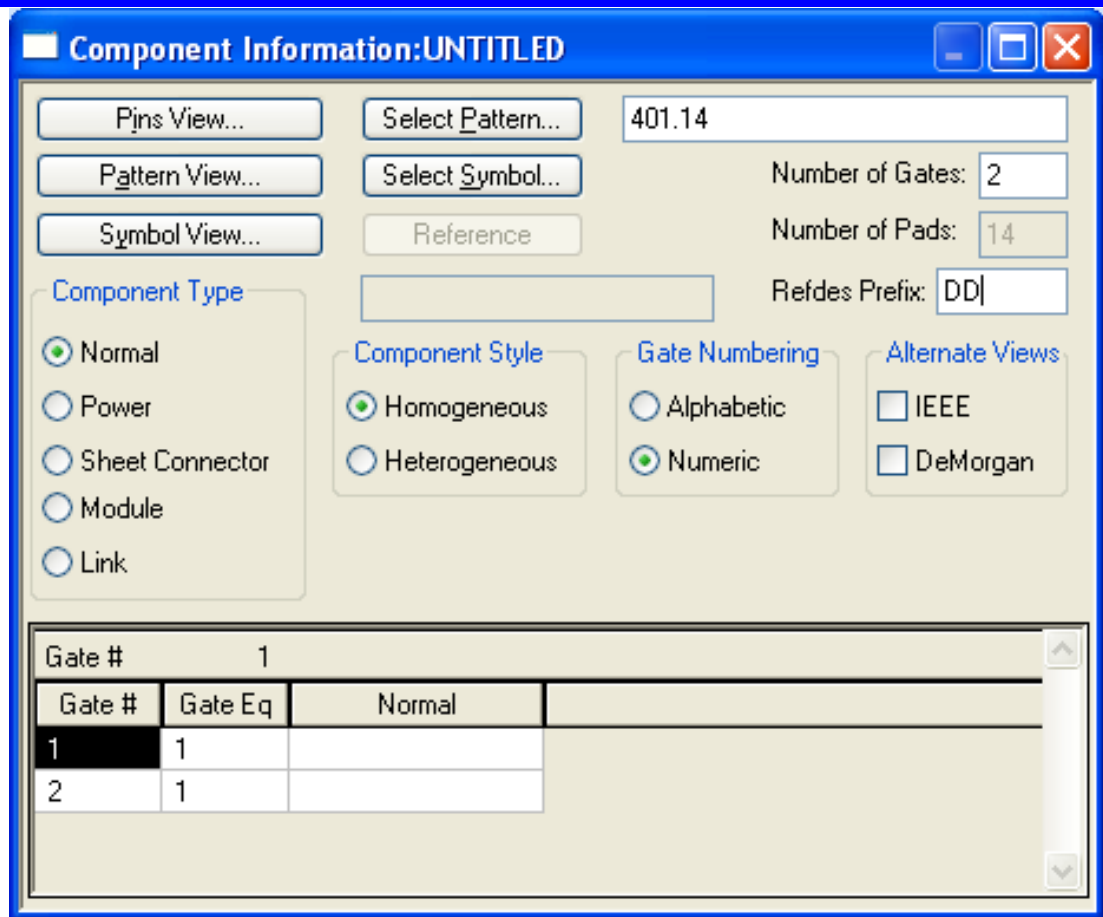 Component Information:UNTITLED
Pins View... Select Pattern... 401.14
Pattern View... Select Symbol... Number of Gates: 2
Symbol View... Reference Number of Pads: 14
Component Type Refdes Prefix: DD
Normal Component Style Gate Numbering Alternate Views
Power Homogeneous Alphabetic IEEE
Sheet Connector Heterogeneous Numeric DeMorgan
Module
Link
Gate # 1
Gate # Gate Eq Normal
1 1
2 1